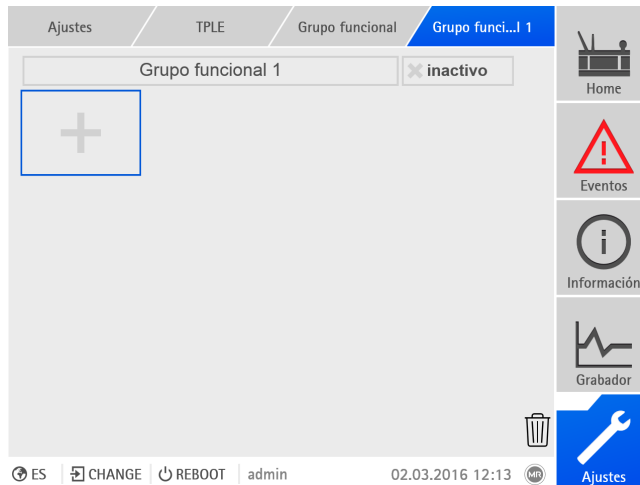 Ajustes TPLE Grupo funcional Grupo funci...l 1
Grupo funcional 1 inactivo
Home
Eventos
Información
Grabador
Ajustes
ES CHANGE REBOOT admin 02.03.2016 12:13 MR